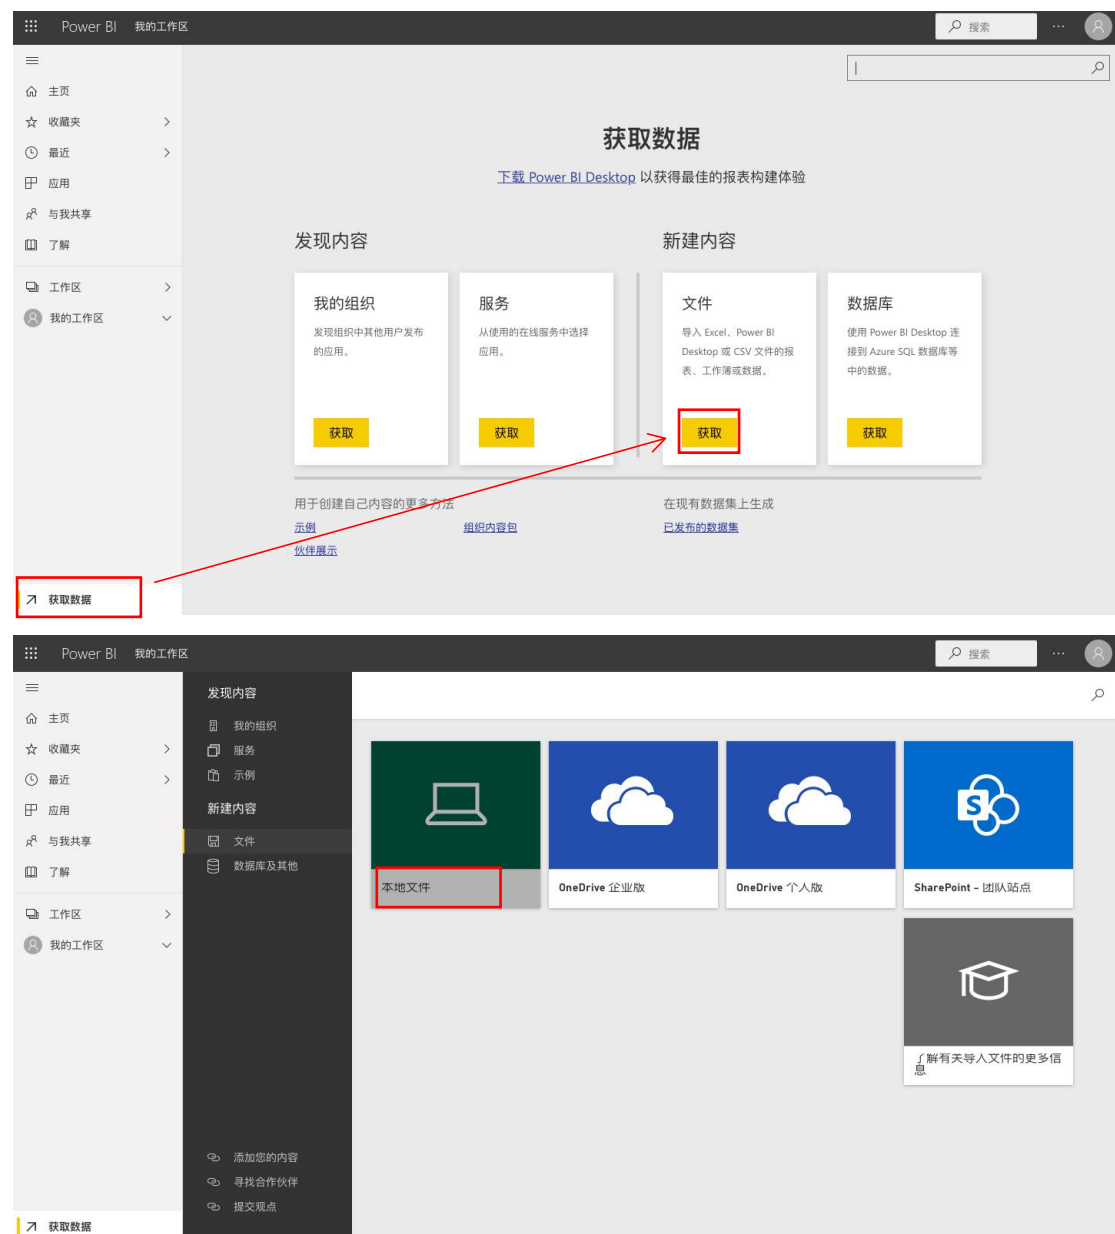 Power BI 我的工作区
搜索
主页
收藏夹
最近
应用
与我共享
了解
工作区
我的工作区
获取数据
获取数据
下载 Power BI Desktop 以获得最佳的报表构建体验
发现内容
我的组织
发现组织中其他用户发布
的应用。
获取
服务
从使用的在线服务中选择
应用。
获取
新建内容
文件
导入 Excel、Power BI
Desktop 或 CSV 文件的报
表、工作簿或数据。
获取
数据库
使用 Power BI Desktop 连
接到 Azure SQL 数据库等
中的数据。
获取
用于创建自己内容的更多方法
示例
组织内容包
伙伴展示
在现有数据集上生成
已发布的数据集
Power BI 我的工作区
搜索
主页
收藏夹
最近
应用
与我共享
了解
工作区
我的工作区
获取数据
发现内容
我的组织
服务
示例
新建内容
文件
数据库及其他
添加您的内容
寻找合作伙伴
提交观点
本地文件
OneDrive 企业版
OneDrive 个人版
SharePoint - 团队站点
了解有关导入文件的更多信
息